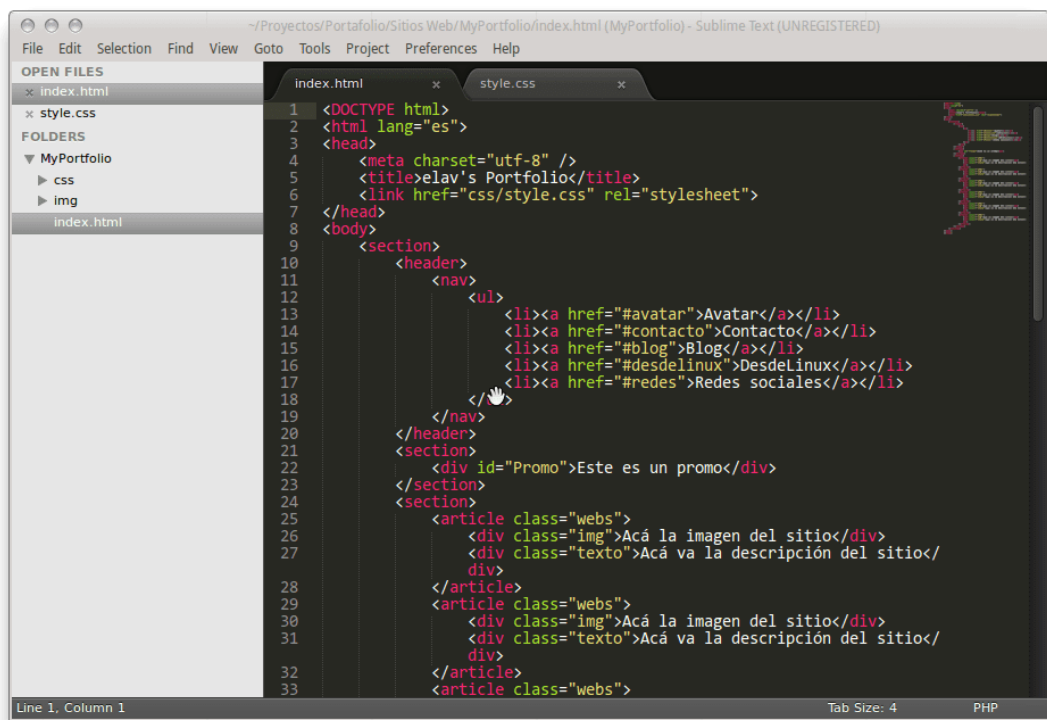 ~/Proyectos/Portafolio/Sitios Web/MyPortfolio/index.html (MyPortfolio) - Sublime Text (UNREGISTERED)
File Edit Selection Find View Goto Tools Project Preferences Help
OPEN FILES
× index.html
× style.css
FOLDERS
MyPortfolio
css
img
index.html
index.html × style.css ×
1 <DOCTYPE html>
2 <html lang="es">
3 <head>
4 <meta charset="utf-8" />
5 <title>elav's Portfolio</title>
6 <link href="css/style.css" rel="stylesheet">
7 </head>
8 <body>
9 <section>
10 <header>
11 <nav>
12 <ul>
13 <li><a href="#avatar">Avatar</a></li>
14 <li><a href="#contacto">Contacto</a></li>
15 <li><a href="#blog">Blog</a></li>
16 <li><a href="#desdelinux">DesdeLinux</a></li>
17 <li><a href="#redes">Redes sociales</a></li>
18 </ >
19 </nav>
20 </header>
21 <section>
22 <div id="Promo">Este es un promo</div>
23 </section>
24 <section>
25 <article class="webs">
26 <div class="img">Acá la imagen del sitio</div>
27 <div class="texto">Acá va la descripción del sitio</
div>
28 </article>
29 <article class="webs">
30 <div class="img">Acá la imagen del sitio</div>
31 <div class="texto">Acá va la descripción del sitio</
div>
32 </article>
33 <article class="webs">
Line 1, Column 1 Tab Size: 4 PHP